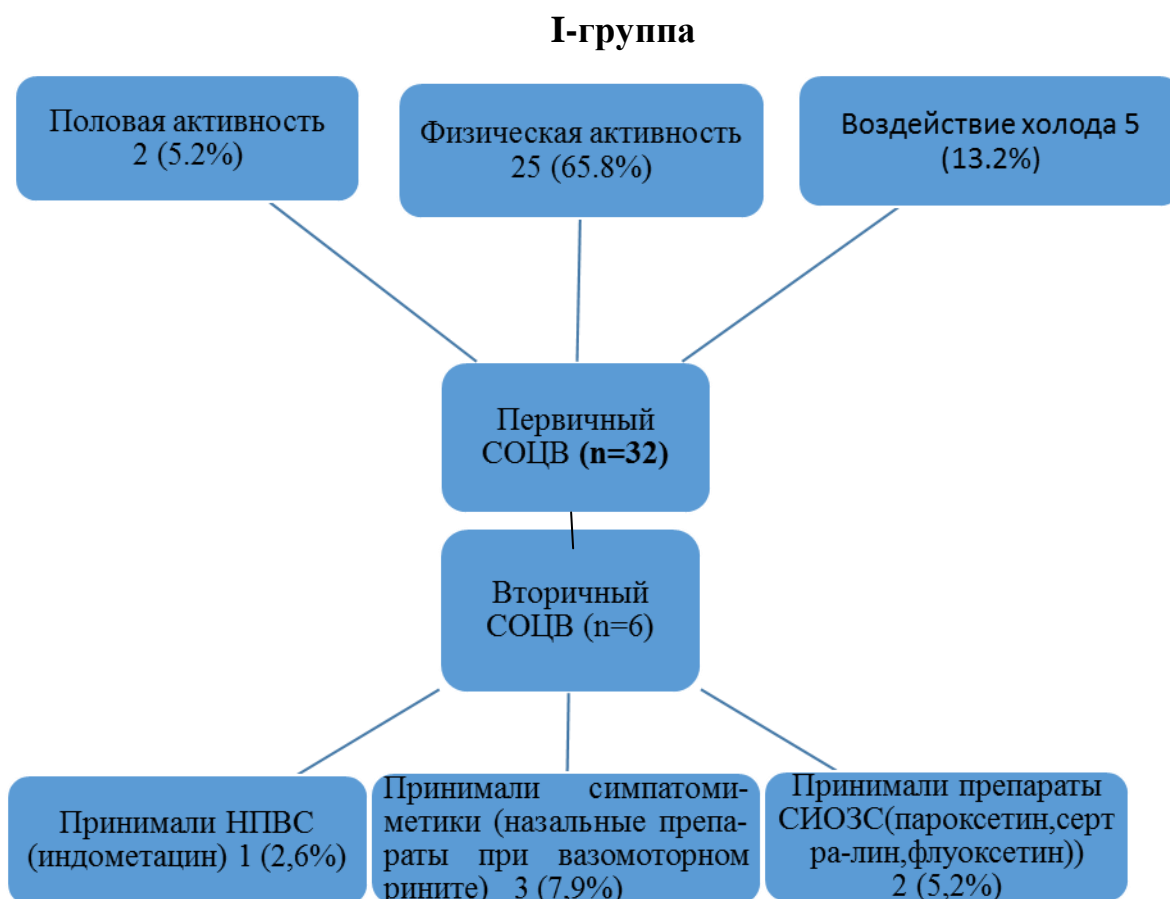 I-группа
Половая активность
2 (5.2%)
Физическая активность
25 (65.8%)
Воздействие холода 5
(13.2%)
Первичный
СОЦВ (n=32)
Вторичный
СОЦВ (n=6)
Принимали НПВС
(индометацин) 1 (2,6%)
Принимали симпатоми-
метики (назальные препа-
раты при вазомоторном
рините) 3 (7,9%)
Принимали препараты
СИОЗС(пароксетин,серт
ра-лин,флуоксетин))
2 (5,2%)